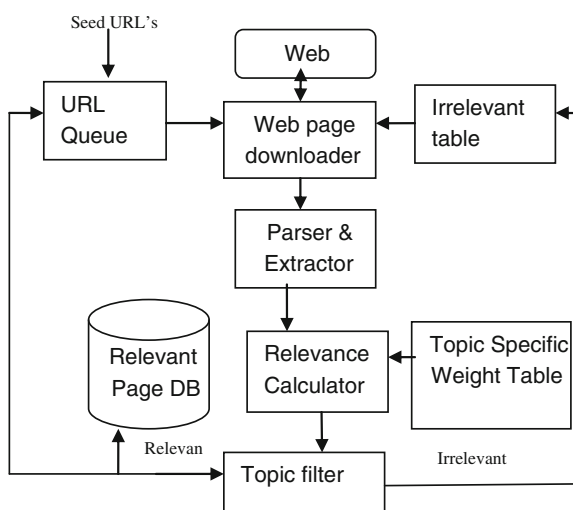 Seed URL's
Web
URL
Queue
Web page
downloader
Irrelevant
table
Parser &
Extractor
Relevant
Page DB
Relevance
Calculator
Topic Specific
Weight Table
Relevan
Irrelevant
Topic filter